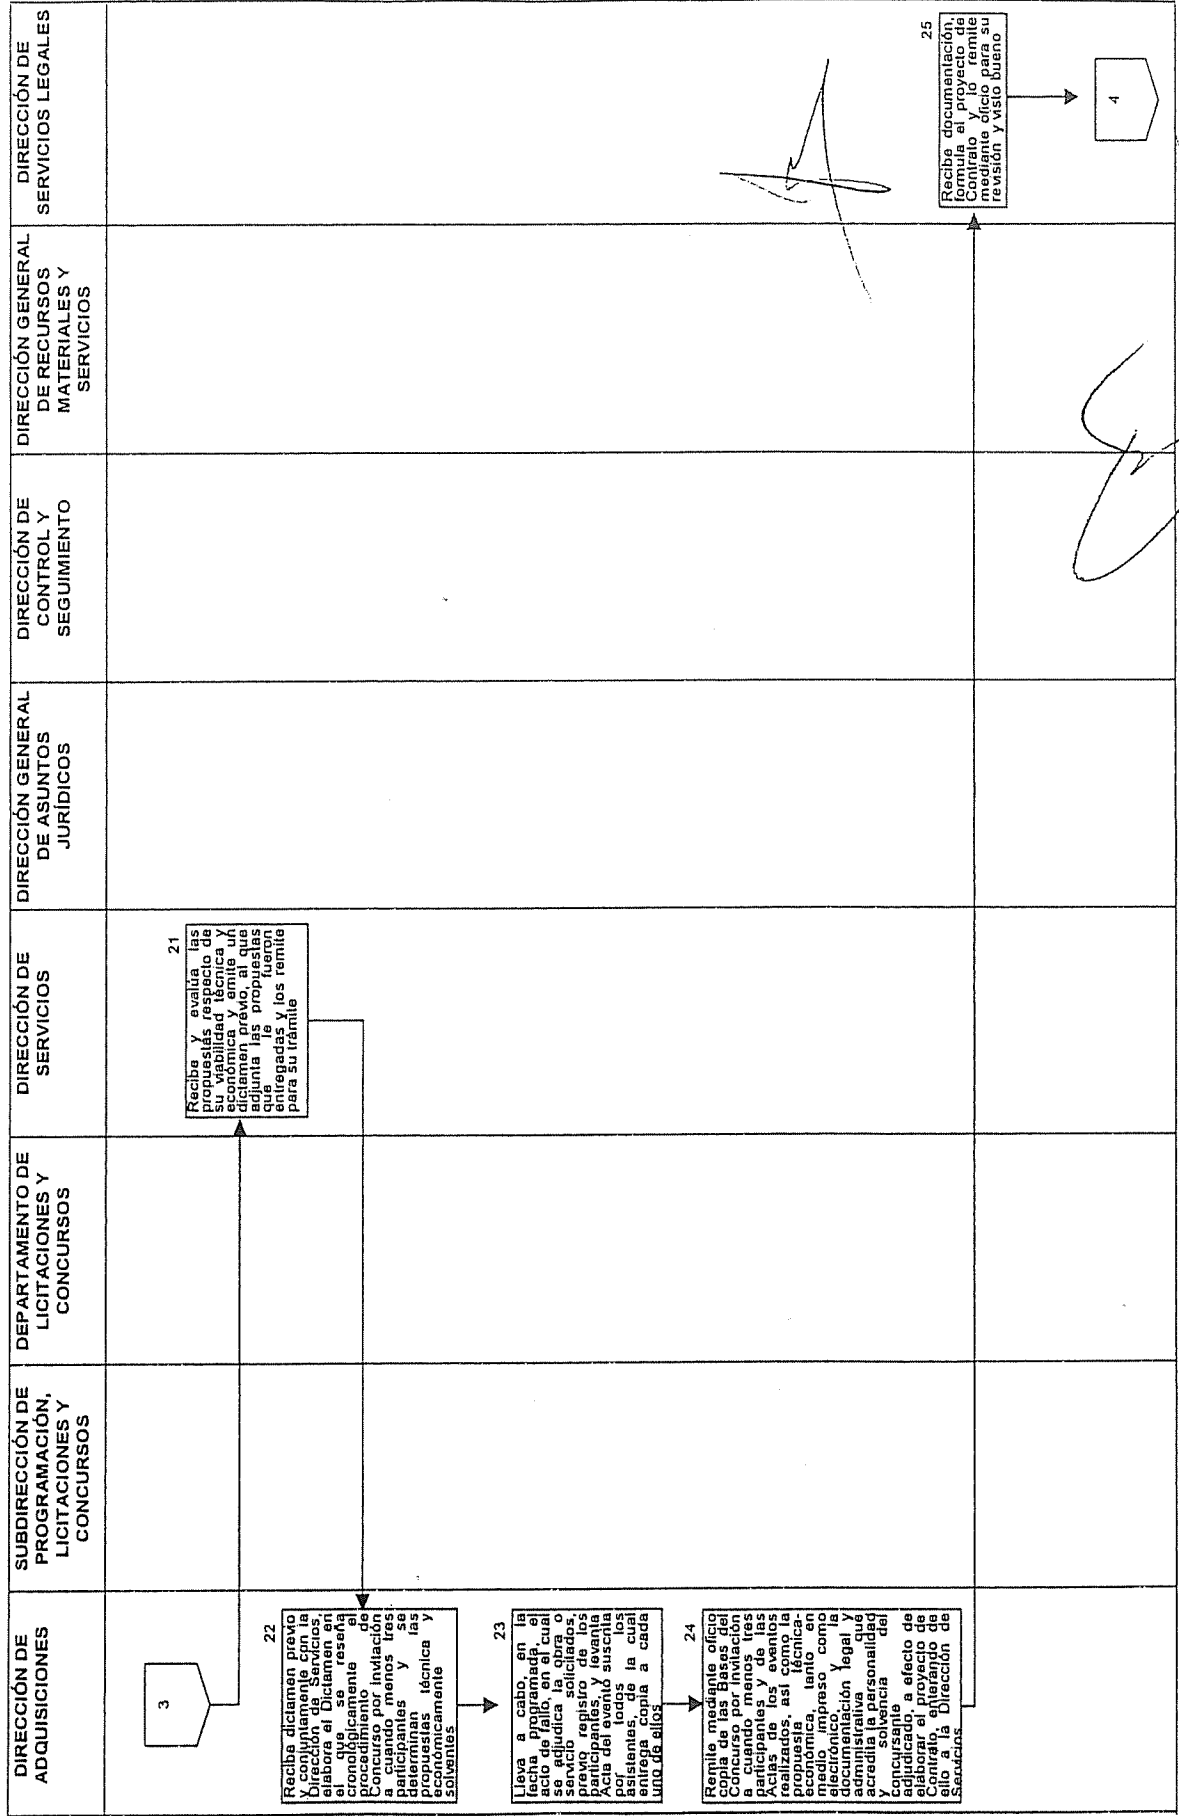 DIRECCIÓN DE
ADQUISICIONES
SUBDIRECCIÓN DE
PROGRAMACIÓN,
LICITACIONES Y
CONCURSOS
DEPARTAMENTO DE
LICITACIONES Y
CONCURSOS
DIRECCIÓN DE
SERVICIOS
DIRECCIÓN GENERAL
DE ASUNTOS
JURÍDICOS
DIRECCIÓN DE
CONTROL Y
SEGUIMIENTO
DIRECCIÓN GENERAL
DE RECURSOS
MATERIALES Y
SERVICIOS
DIRECCIÓN DE
SERVICIOS LEGALES
3
21
Recibe y evalúa las
propuestas respecto de
su viabilidad técnica y
económica y emite un
dictamen previo, al que
adjunta las propuestas
que le fueron
entregadas y los remite
para su trámite
22
Recibe dictamen previo
y conjuntamente con la
Dirección de Servicios,
elabora el Dictamen en
el que se reseña
cronológicamente el
procedimiento de
Concurso por Invitación
a cuando menos tres
participantes y se
determinan las
propuestas técnica y
económicamente
solventes
23
Lleva a cabo, en la
fecha programada, el
acto de fallo, en el cual
se adjudica la obra o
servicio solicitados,
previo registro de los
participantes, y levanta
Acta del evento suscrita
por todos los
asistentes, de la cual
entrega copia a cada
uno de ellos
24
Remite mediante oficio
copia de las Bases del
Concurso por Invitación
a cuando menos tres
participantes y de las
Actas de los eventos
realizados, así como la
propuesta técnica-
económica, tanto en
medio impreso como
electrónico, y la
documentación legal y
administrativa que
acredita la personalidad
y solvencia del
concursante
adjudicado, a efecto de
elaborar el proyecto de
Contrato, enterando de
ello a la Dirección de
Servicios
25
Recibe documentación,
formula el proyecto de
Contrato y lo remite
mediante oficio para su
revisión y visto bueno
4